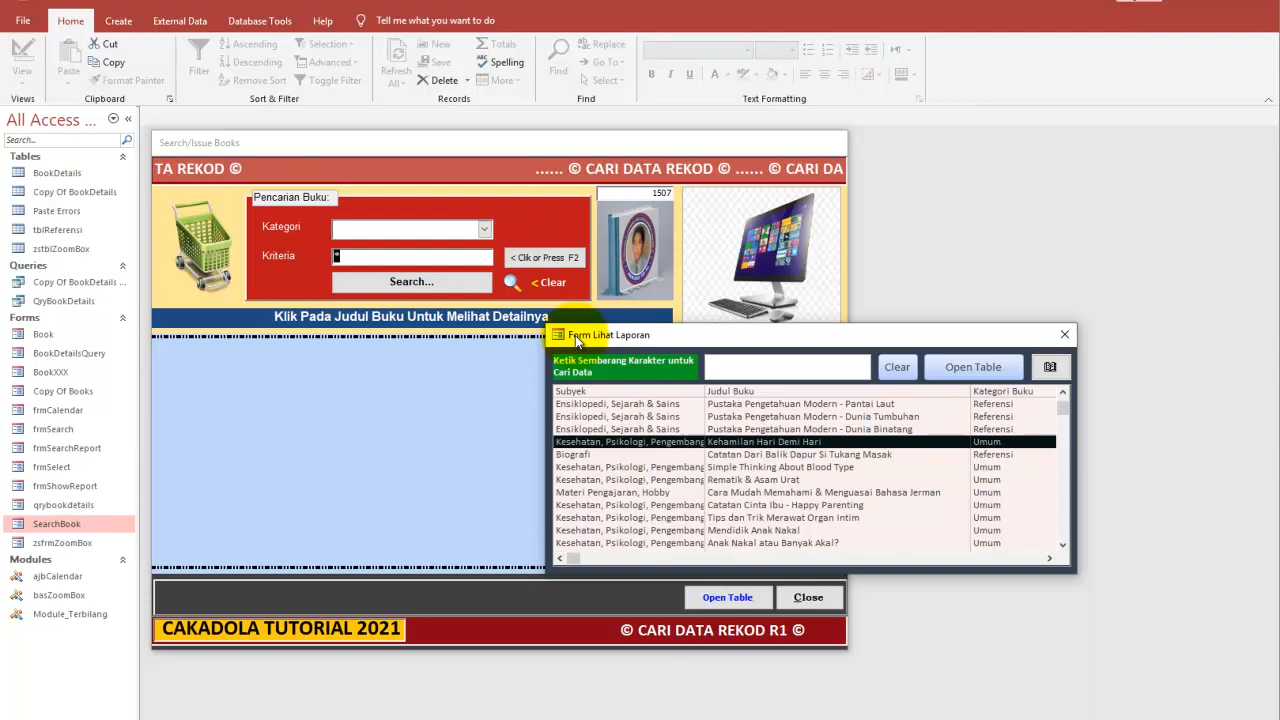 File Home Create External Data Database Tools Help Tell me what you want to do
View
Views
Paste
Cut
Copy
Format Painter
Clipboard
Filter
Ascending
Descending
Remove Sort
Selection
Advanced
Toggle Filter
Sort & Filter
Refresh
All
New
Save
Delete
Totals
Spelling
More
Records
Find
Replace
Go To
Select
Find
B I U A
Text Formatting
All Access ...
Search...
Tables
BookDetails
Copy Of BookDetails
Paste Errors
tblReferensi
zstblZoomBox
Queries
Copy Of BookDetails ...
QryBookDetails
Forms
Book
BookDetailsQuery
BookXXX
Copy Of Books
frmCalendar
frmSearch
frmSearchReport
frmSelect
frmShowReport
qrybookdetails
SearchBook
zsfrmZoomBox
Modules
ajbCalendar
basZoomBox
Module_Terbilang
Search/Issue Books
TA REKOD © ...... © CARI DATA REKOD © ...... © CARI DA
Pencarian Buku:
Kategori
Kriteria *
< Clik or Press F2
Search...
< Clear
1507
Klik Pada Judul Buku Untuk Melihat Detailnya
Form Lihat Laporan
Ketik Sembarang Karakter untuk
Cari Data
Clear Open Table
Subyek Judul Buku Kategori Buku
Ensiklopedi, Sejarah & Sains Pustaka Pengetahuan Modern - Pantai Laut Referensi
Ensiklopedi, Sejarah & Sains Pustaka Pengetahuan Modern - Dunia Tumbuhan Referensi
Ensiklopedi, Sejarah & Sains Pustaka Pengetahuan Modern - Dunia Binatang Referensi
Kesehatan, Psikologi, Pengembang Kehamilan Hari Demi Hari Umum
Biografi Catatan Dari Balik Dapur Si Tukang Masak Referensi
Kesehatan, Psikologi, Pengembang Simple Thinking About Blood Type Umum
Kesehatan, Psikologi, Pengembang Rematik & Asam Urat Umum
Materi Pengajaran, Hobby Cara Mudah Memahami & Menguasai Bahasa Jerman Umum
Kesehatan, Psikologi, Pengembang Catatan Cinta Ibu - Happy Parenting Umum
Kesehatan, Psikologi, Pengembang Tips dan Trik Merawat Organ Intim Umum
Kesehatan, Psikologi, Pengembang Mendidik Anak Nakal Umum
Kesehatan, Psikologi, Pengembang Anak Nakal atau Banyak Akal? Umum
Open Table Close
CAKADOLA TUTORIAL 2021 © CARI DATA REKOD R1 ©